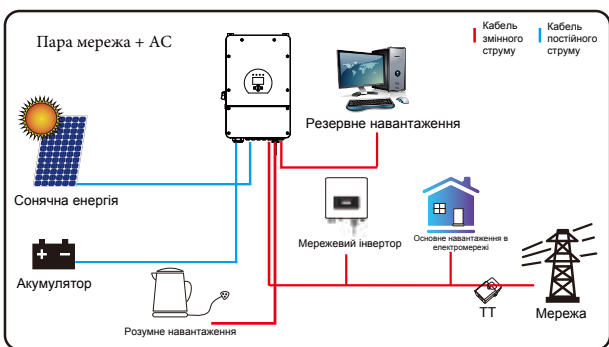 Пара мережа + AC
Кабель
змінного
струму
Кабель
постійного
струму
Резервне навантаження
Сонячна енергія
Мережевий інвертор
Основне навантаження в
електромережі
Акумулятор
ТТ
Мережа
Розумне навантаження